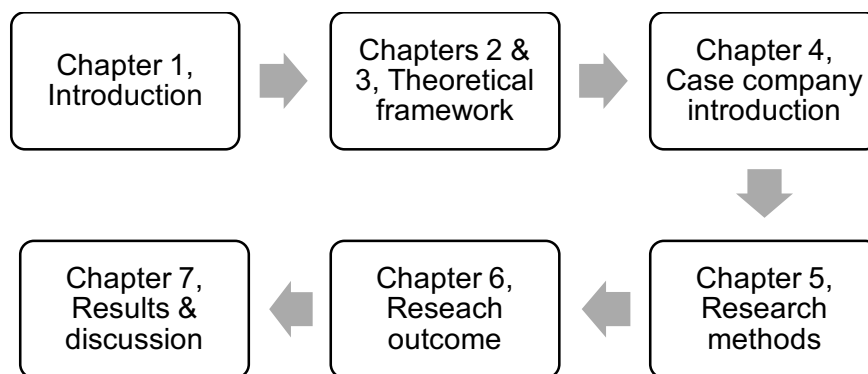 Chapter 1,
Introduction
Chapters 2 &
3, Theoretical
framework
Chapter 4,
Case company
introduction
Chapter 5,
Research
methods
Chapter 6,
Reseach
outcome
Chapter 7,
Results &
discussion